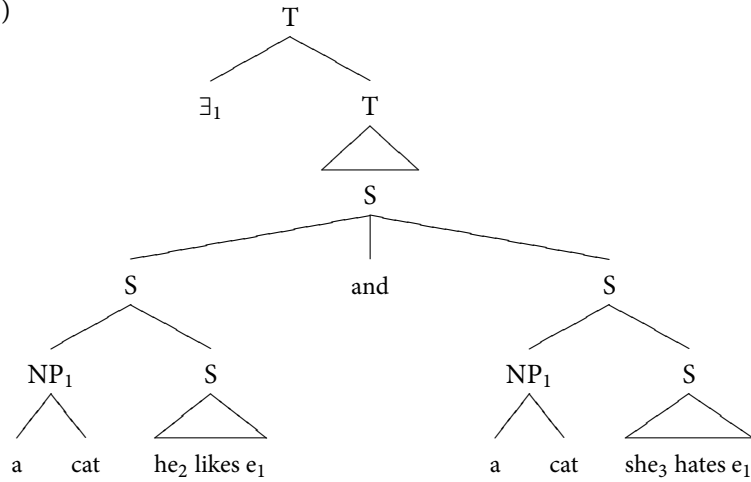 )
T
∃₁ T
S
S and S
NP₁ S NP₁ S
a cat he₂ likes e₁ a cat she₃ hates e₁